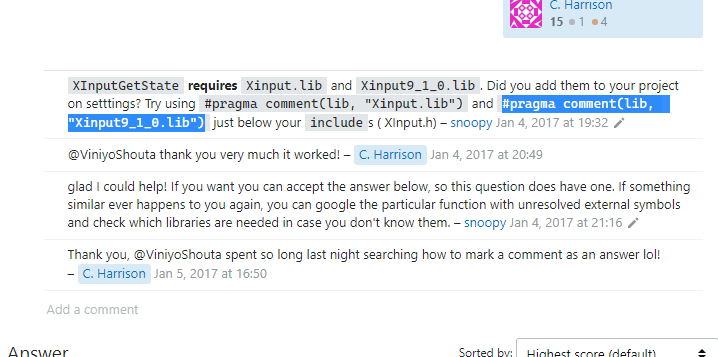 C. Harrison
15 1 4
XInputGetState requires Xinput.lib and Xinput9_1_0.lib. Did you add them to your project
on setttings? Try using #pragma comment(lib, "Xinput.lib") and #pragma comment(lib,
"Xinput9_1_0.lib") just below your includes ( XInput.h) – snoopy Jan 4, 2017 at 19:32
@ViniyoShouta thank you very much it worked! – C. Harrison Jan 4, 2017 at 20:49
glad I could help! If you want you can accept the answer below, so this question does have one. If something
similar ever happens to you again, you can google the particular function with unresolved external symbols
and check which libraries are needed in case you don't know them. – snoopy Jan 4, 2017 at 21:16
Thank you, @ViniyoShouta spent so long last night searching how to mark a comment as an answer lol!
– C. Harrison Jan 5, 2017 at 16:50
Add a comment
Answer Sorted by: Highest score (default)